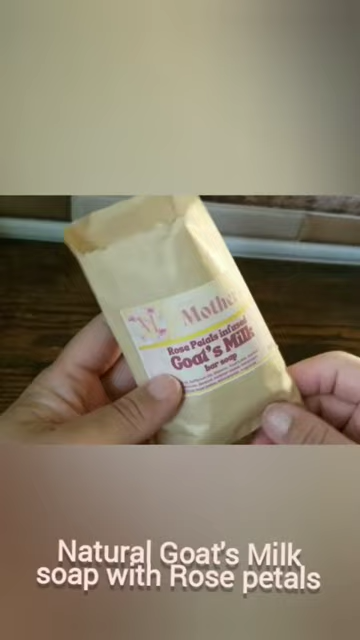 Mother
Rose Petals infused
Goat's Milk
bar soap
Natural Goat's Milk
soap with Rose petals